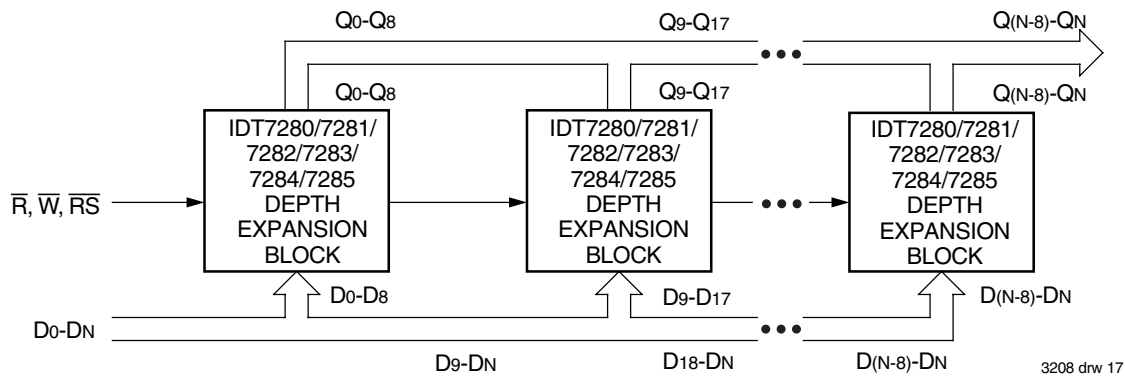 Q0-Q8 Q9-Q17 Q(N-8)-QN
Q0-Q8 Q9-Q17 Q(N-8)-QN
IDT7280/7281/
7282/7283/
7284/7285
DEPTH
EXPANSION
BLOCK
IDT7280/7281/
7282/7283/
7284/7285
DEPTH
EXPANSION
BLOCK
IDT7280/7281/
7282/7283/
7284/7285
DEPTH
EXPANSION
BLOCK
R̅, W̅, R̅S̅
D0-D8 D9-D17 D(N-8)-DN
D0-DN
D9-DN D18-DN D(N-8)-DN
3208 drw 17